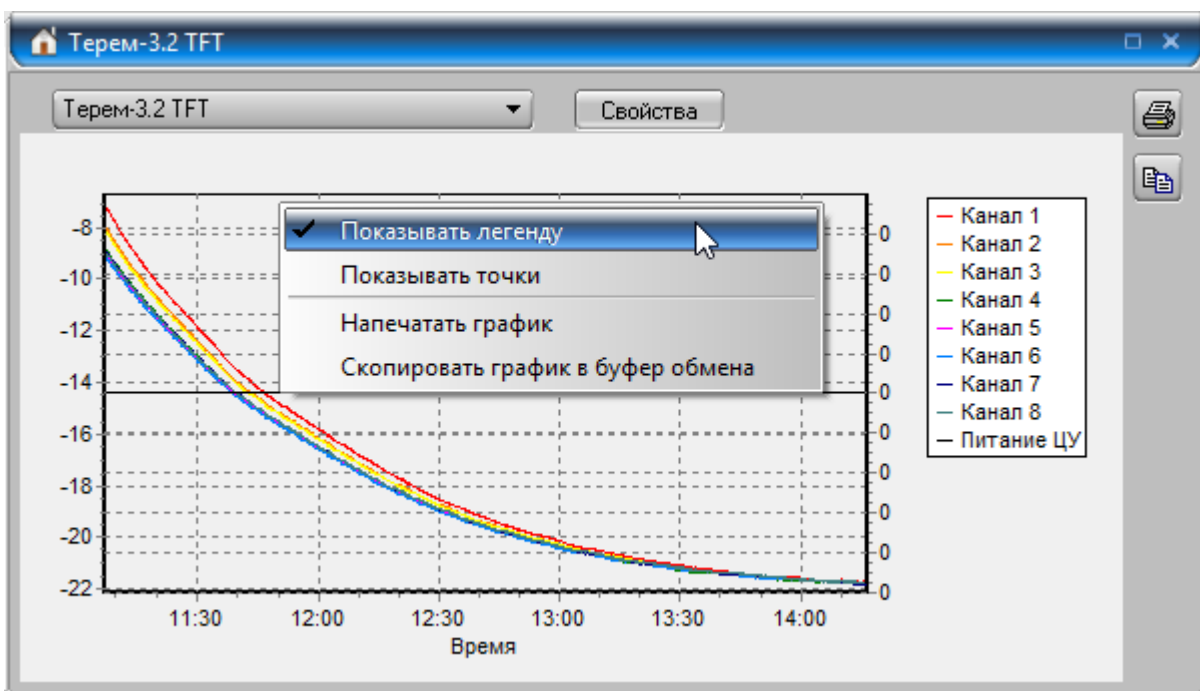 Терем-3.2 TFT
Терем-3.2 TFT
Свойства
-8
-10
-12
-14
-16
-18
-20
-22
Показывать легенду
Показывать точки
Напечатать график
Скопировать график в буфер обмена
0
0
0
0
0
0
0
0
0
0
Канал 1
Канал 2
Канал 3
Канал 4
Канал 5
Канал 6
Канал 7
Канал 8
Питание ЦУ
11:30 12:00 12:30 13:00 13:30 14:00
Время